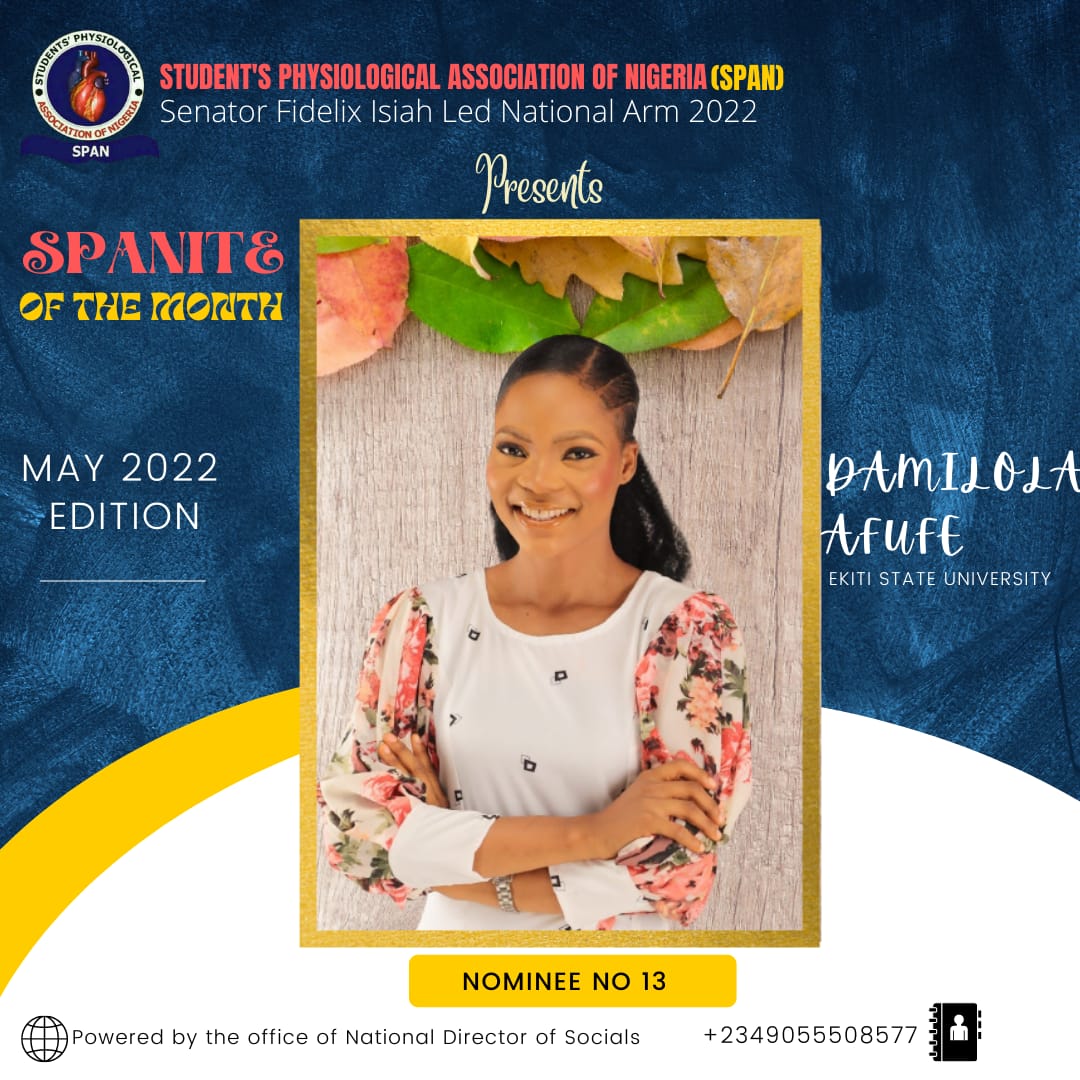 STUDENTS' PHYSIOLOGICAL
ASSOCIATION OF NIGERIA
SPAN
STUDENT'S PHYSIOLOGICAL ASSOCIATION OF NIGERIA (SPAN)
Senator Fidelix Isiah Led National Arm 2022
Presents
SPANITE
OF THE MONTH
MAY 2022
EDITION
DAMILOLA
AFUFE
EKITI STATE UNIVERSITY
NOMINEE NO 13
Powered by the office of National Director of Socials
+2349055508577